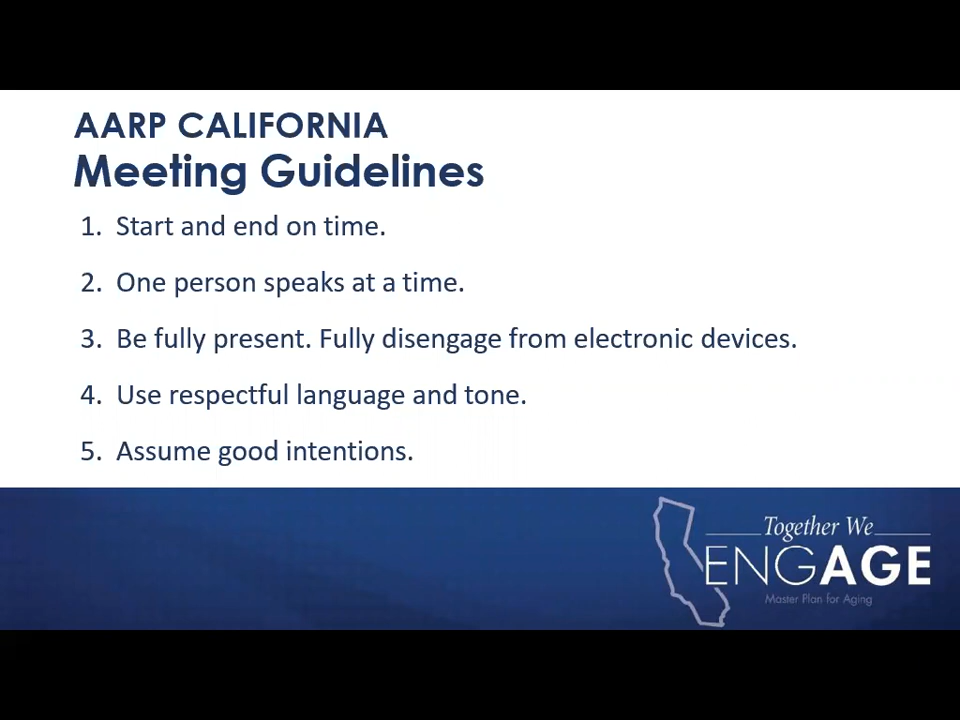 AARP CALIFORNIA
Meeting Guidelines
1. Start and end on time.
2. One person speaks at a time.
3. Be fully present. Fully disengage from electronic devices.
4. Use respectful language and tone.
5. Assume good intentions.
Together We
ENGAGE
Master Plan for Aging